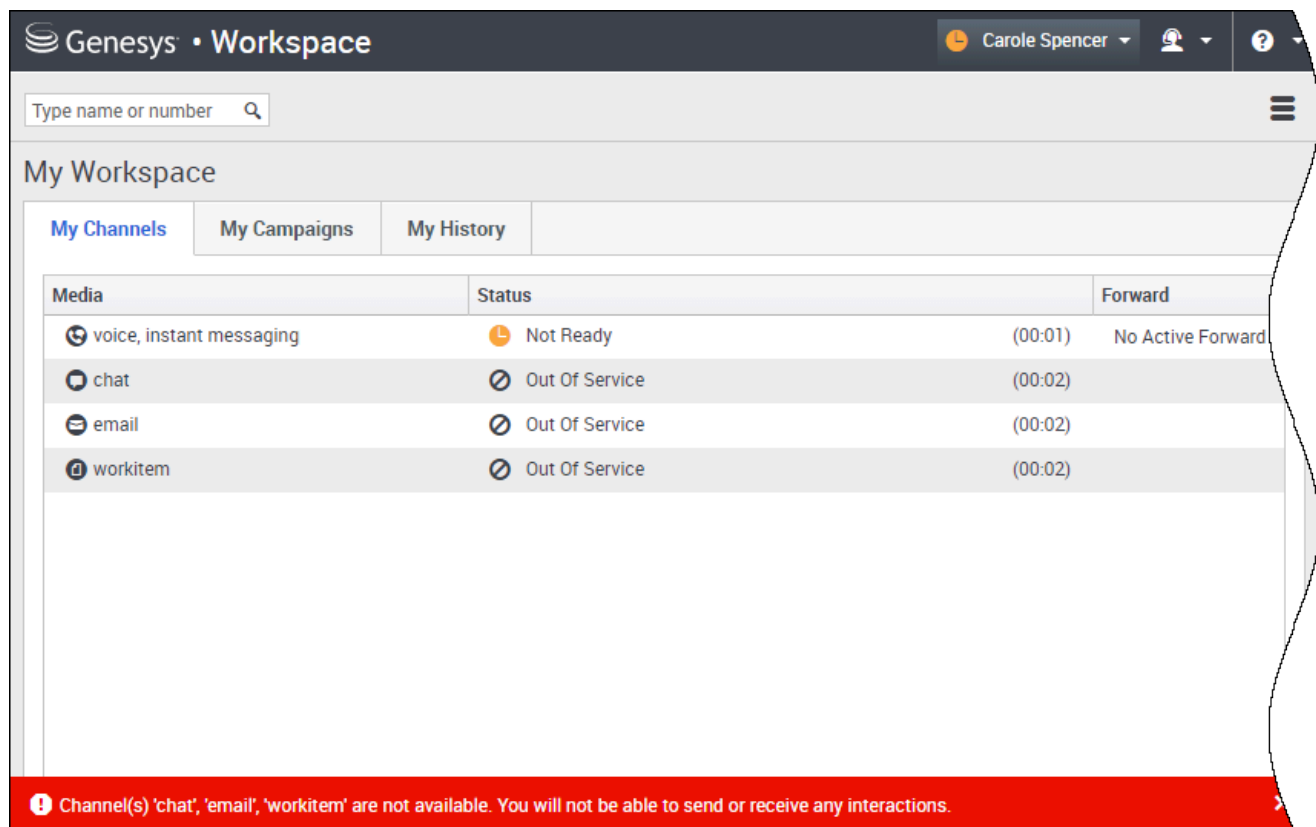 Genesys • Workspace Carole Spencer
Type name or number
My Workspace
My Channels My Campaigns My History
Media Status Forward
voice, instant messaging Not Ready (00:01) No Active Forward
chat Out Of Service (00:02)
email Out Of Service (00:02)
workitem Out Of Service (00:02)
Channel(s) 'chat', 'email', 'workitem' are not available. You will not be able to send or receive any interactions.